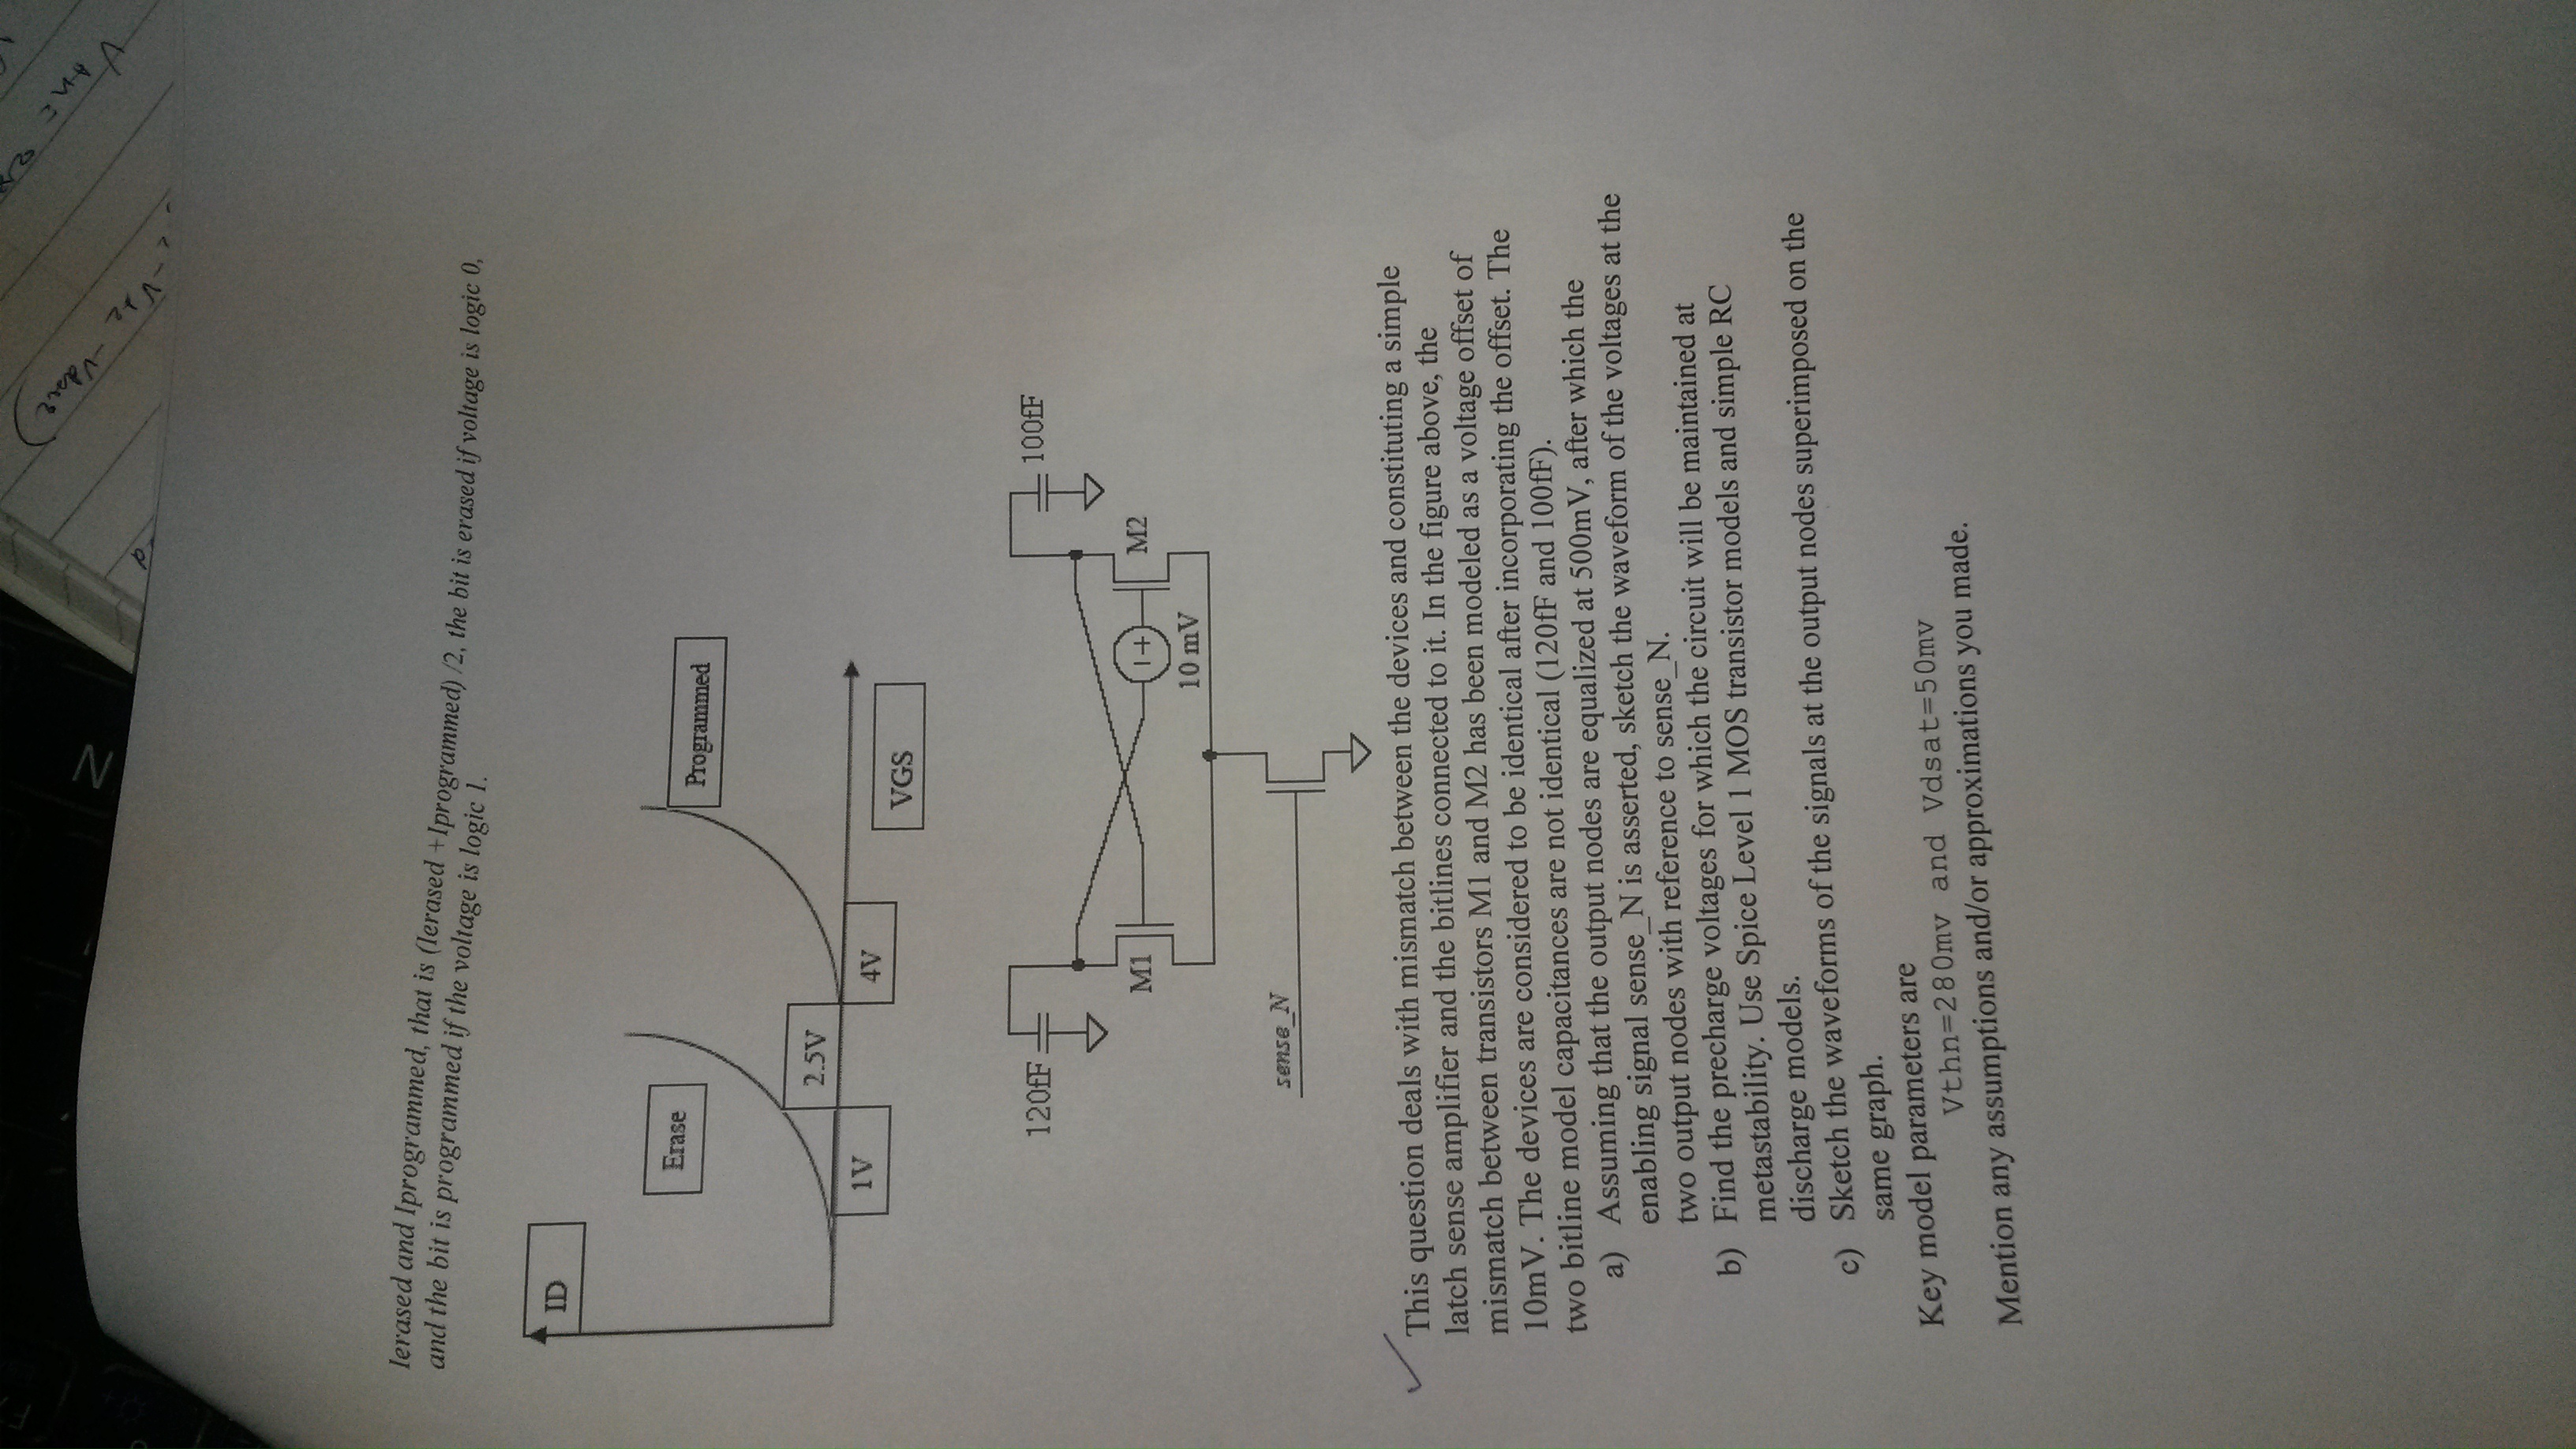 N
Ierased and Iprogrammed, that is (Ierased +Iprogrammed) /2, the bit is erased if voltage is logic 0,
and the bit is programmed if the voltage is logic 1.
ID
Erase
Programmed
2.5V
1V
4V
VGS
120fF
100fF
M1
M2
10 mV
sense_N
This question deals with mismatch between the devices and constituting a simple
latch sense amplifier and the bitlines connected to it. In the figure above, the
mismatch between transistors M1 and M2 has been modeled as a voltage offset of
10mV. The devices are considered to be identical after incorporating the offset. The
two bitline model capacitances are not identical (120fF and 100fF).
a) Assuming that the output nodes are equalized at 500mV, after which the
enabling signal sense_N is asserted, sketch the waveform of the voltages at the
two output nodes with reference to sense_N.
b) Find the precharge voltages for which the circuit will be maintained at
metastability. Use Spice Level 1 MOS transistor models and simple RC
discharge models.
c) Sketch the waveforms of the signals at the output nodes superimposed on the
same graph.
Key model parameters are
Vthn=280mv and Vdsat=50mv
Mention any assumptions and/or approximations you made.